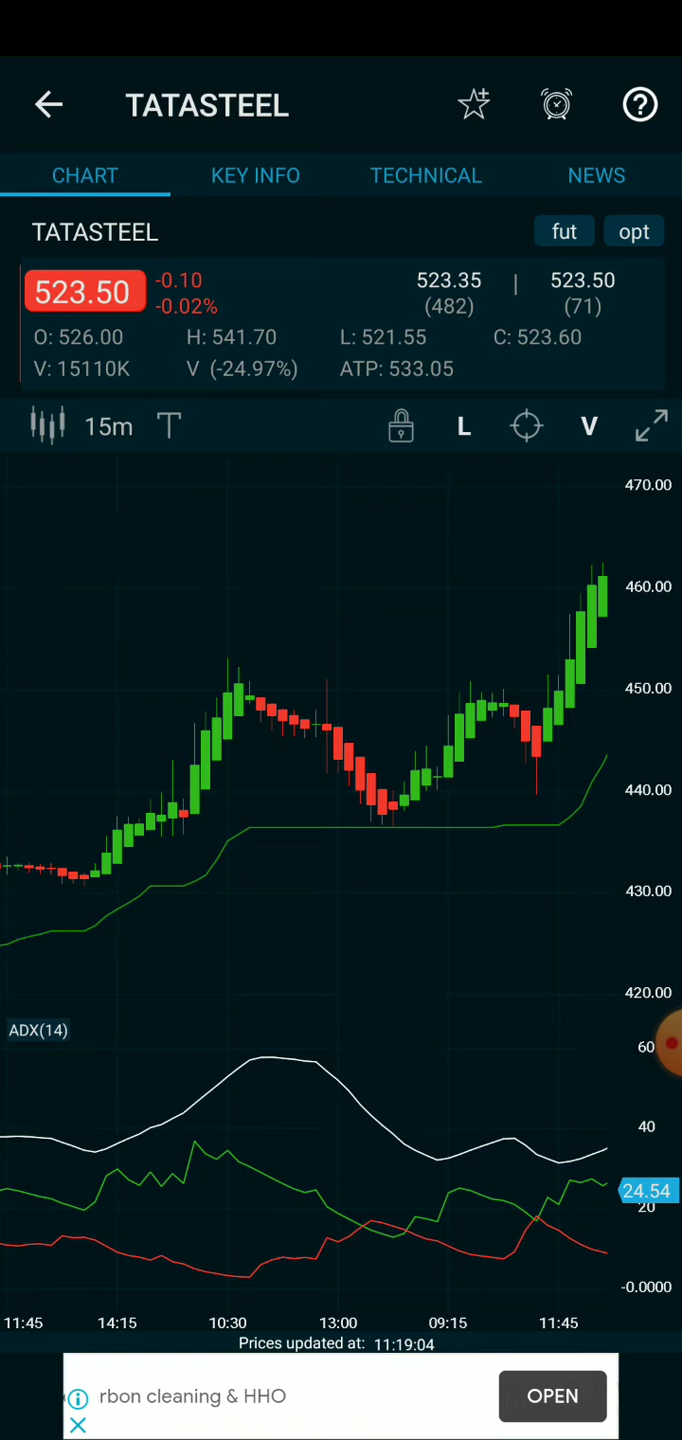 TATASTEEL
CHART KEY INFO TECHNICAL NEWS
TATASTEEL fut opt
523.50 -0.10 523.35 | 523.50
-0.02% (482) (71)
O: 526.00 H: 541.70 L: 521.55 C: 523.60
V: 15110K V (-24.97%) ATP: 533.05
15m T L V
470.00
460.00
450.00
440.00
430.00
420.00
ADX(14)
60
40
24.54
20
-0.0000
11:45 14:15 10:30 13:00 09:15 11:45
Prices updated at: 11:19:04
rbon cleaning & HHO OPEN